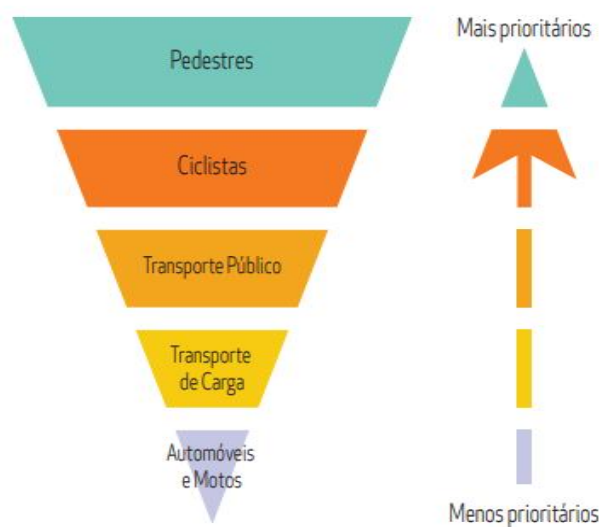 Mais prioritários
Pedestres
Ciclistas
Transporte Público
Transporte
de Carga
Automóveis
e Motos
Menos prioritários